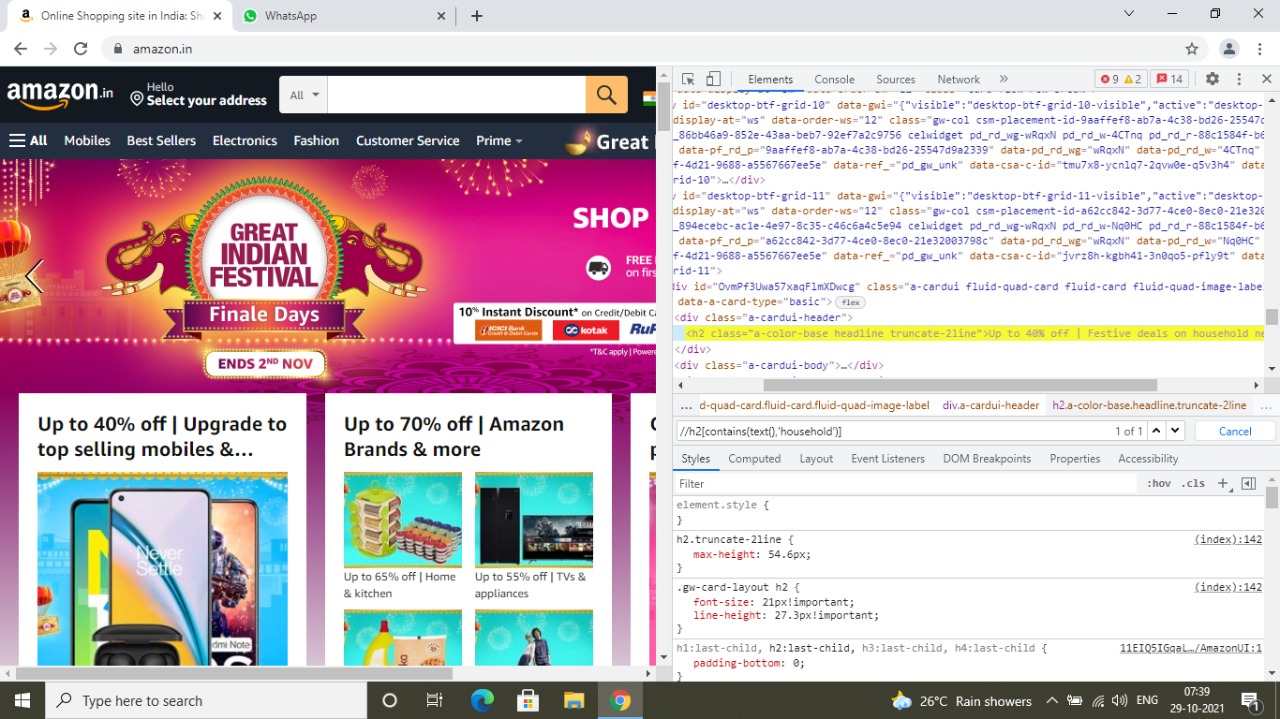 Online Shopping site in India: Sh
WhatsApp
amazon.in
amazon.in
Hello
Select your address
All
All
Mobiles
Best Sellers
Electronics
Fashion
Customer Service
Prime
Great
GREAT
INDIAN
FESTIVAL
Finale Days
ENDS 2ND NOV
SHOP
FREE
on firs
10% Instant Discount* on Credit/Debit Ca
ICICI Bank
kotak
RuP
*T&C apply | Powere
Up to 40% off | Upgrade to
top selling mobiles &...
Never
Settle
Up to 70% off | Amazon
Brands & more
Up to 65% off | Home
& kitchen
Up to 55% off | TVs &
appliances
Elements
Console
Sources
Network
9
2
14
v id="desktop-btf-grid-10" data-gwi="{"visible":"desktop-btf-grid-10-visible","active":"desktop-
display-at="ws" data-order-ws="12" class="gw-col csm-placement-id-9aaffef8-ab7a-4c38-bd26-25547d
_86bb46a9-852e-43aa-beb7-92ef7a2c9756 celwidget pd_rd_wg-wRqxN pd_rd_w-4CTnq pd_rd_r-88c1584f-b6
data-pf_rd_p="9aaffef8-ab7a-4c38-bd26-25547d9a2339" data-pd_rd_wg="wRqxN" data-pd_rd_w="4CTnq"
f-4d21-9688-a5567667ee5e" data-ref_="pd_gw_unk" data-csa-c-id="tmu7x8-ycnlq7-2qvw0e-q5v3h4" data
rid-10">…</div>
v id="desktop-btf-grid-11" data-gwi="{"visible":"desktop-btf-grid-11-visible","active":"desktop-
display-at="ws" data-order-ws="12" class="gw-col csm-placement-id-a62cc842-3d77-4ce0-8ec0-21e320
_894ecebc-ac1e-4e97-8c35-c46c6a4c5e94 celwidget pd_rd_wg-wRqxN pd_rd_w-Nq0HC pd_rd_r-88c1584f-b6
data-pf_rd_p="a62cc842-3d77-4ce0-8ec0-21e32003798c" data-pd_rd_wg="wRqxN" data-pd_rd_w="Nq0HC"
f-4d21-9688-a5567667ee5e" data-ref_="pd_gw_unk" data-csa-c-id="jvrz8h-kgbh41-3n0qo5-pfly9t" data
rid-11">
div id="OvmPf3Uwa57xaqFlmXDwcg" class="a-cardui fluid-quad-card fluid-card fluid-quad-image-labe
data-a-card-type="basic"> flex
<div class="a-cardui-header">
<h2 class="a-color-base headline truncate-2line">Up to 40% off | Festive deals on household ne
</div>
<div class="a-cardui-body">…</div>
... d-quad-card.fluid-card.fluid-quad-image-label
div.a-cardui-header
h2.a-color-base.headline.truncate-2line
...
//h2[contains(text(),'household')]
1 of 1
Cancel
Styles
Computed
Layout
Event Listeners
DOM Breakpoints
Properties
Accessibility
Filter
:hov
.cls
element.style {
}
h2.truncate-2line {
(index):142
max-height: 54.6px;
}
.gw-card-layout h2 {
(index):142
font-size: 21px!important;
line-height: 27.3px!important;
}
h1:last-child, h2:last-child, h3:last-child, h4:last-child {
11EIQ5IGqaL…/AmazonUI:1
padding-bottom: 0;
}
Type here to search
26°C Rain showers
ENG
07:39
29-10-2021
1